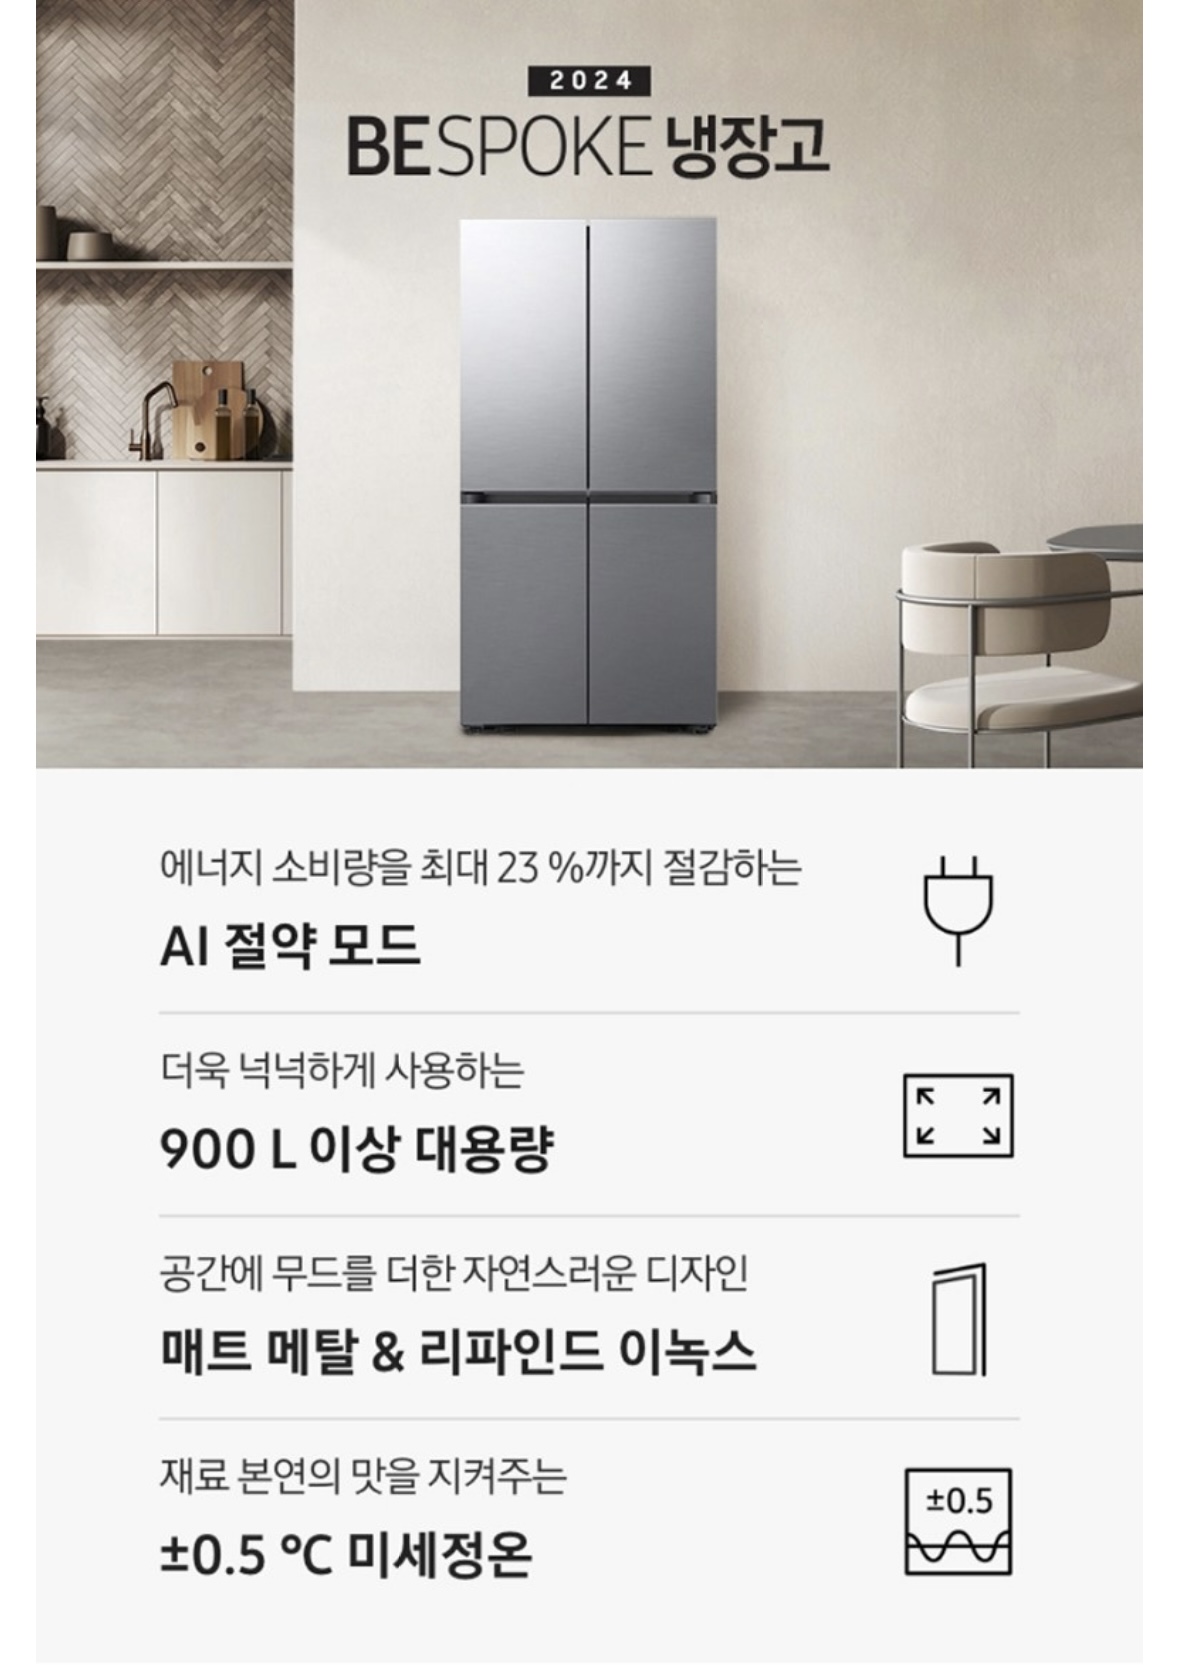 2024
BESPOKE 냉장고
에너지 소비량을 최대 23 %까지 절감하는
AI 절약 모드
더욱 넉넉하게 사용하는
900 L 이상 대용량
공간에 무드를 더한 자연스러운 디자인
매트 메탈 & 리파인드 이녹스
재료 본연의 맛을 지켜주는
±0.5
±0.5 ℃ 미세정온